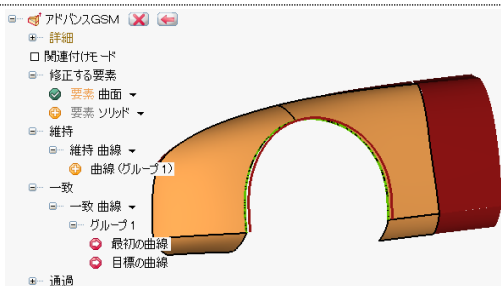 アドバンスGSM
詳細
関連付けモード
修正する要素
要素 曲面
要素 ソリッド
維持
維持 曲線
曲線 (グループ 1)
一致
一致 曲線
グループ 1
最初の曲線
目標の曲線
通過